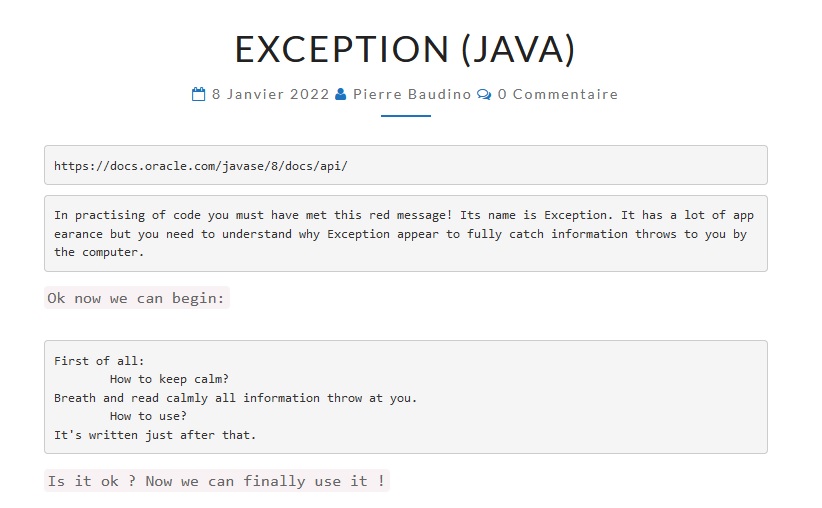 EXCEPTION (JAVA)
8 Janvier 2022 Pierre Baudino 0 Commentaire
https://docs.oracle.com/javase/8/docs/api/
In practising of code you must have met this red message! Its name is Exception. It has a lot of app
earance but you need to understand why Exception appear to fully catch information throws to you by
the computer.
Ok now we can begin:
First of all:
How to keep calm?
Breath and read calmly all information throw at you.
How to use?
It's written just after that.
Is it ok ? Now we can finally use it !